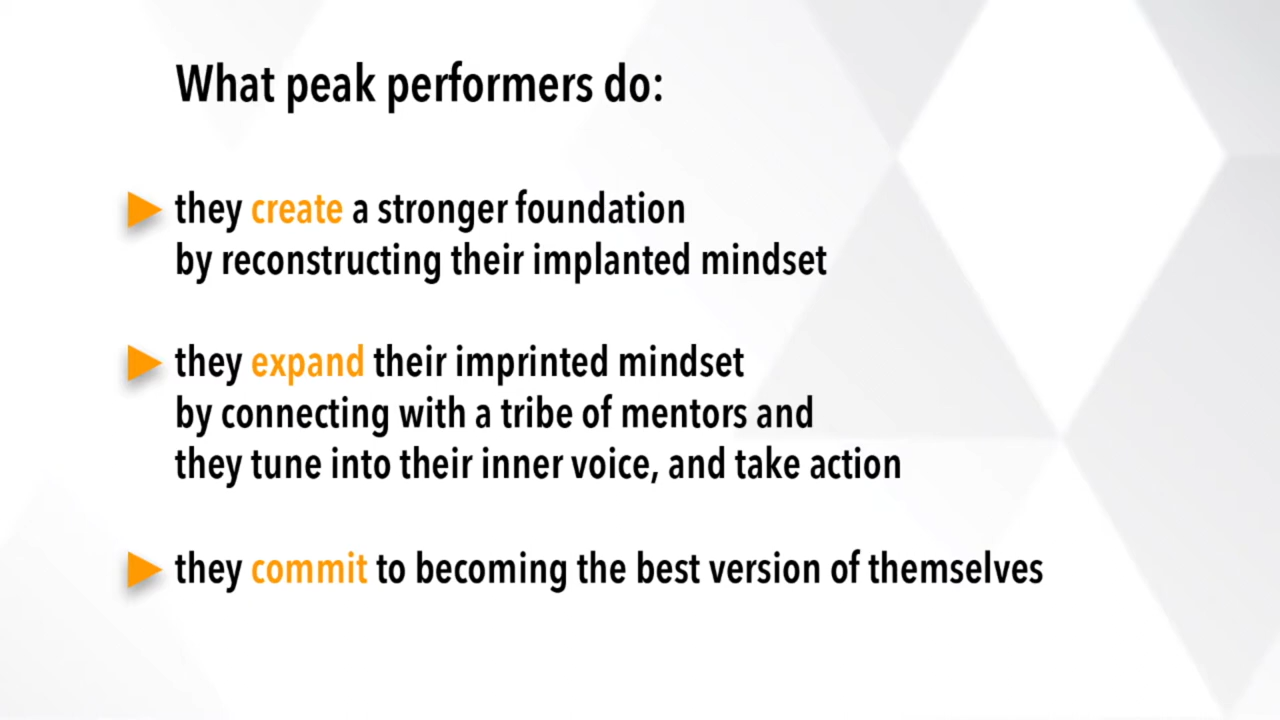 What peak performers do:
they create a stronger foundation
by reconstructing their implanted mindset
they expand their imprinted mindset
by connecting with a tribe of mentors and
they tune into their inner voice, and take action
they commit to becoming the best version of themselves